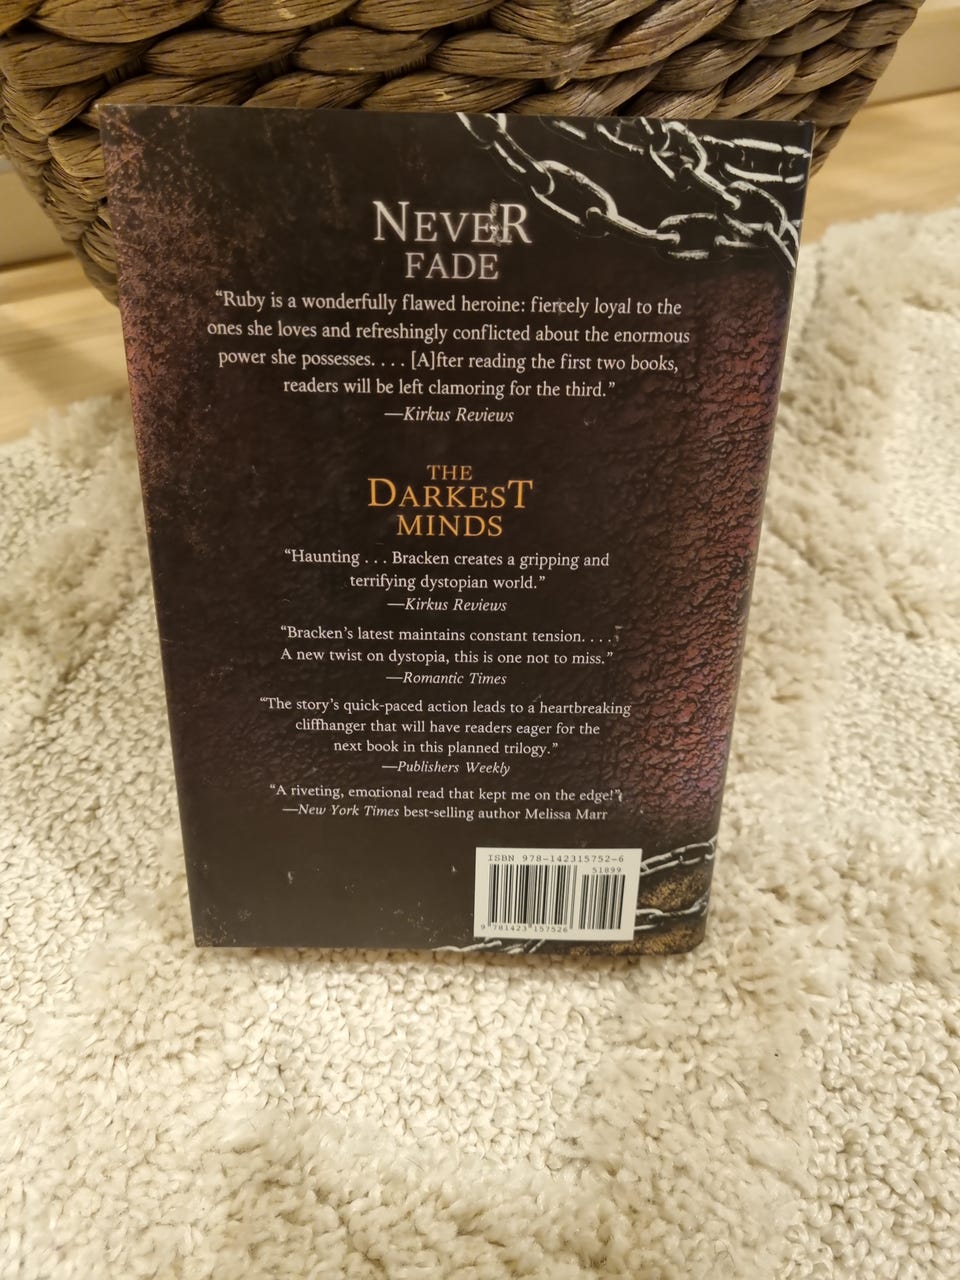 NEVER
FADE
“Ruby is a wonderfully flawed heroine: fiercely loyal to the
ones she loves and refreshingly conflicted about the enormous
power she possesses. . . . [A]fter reading the first two books,
readers will be left clamoring for the third.”
—Kirkus Reviews
THE
DARKEST
MINDS
“Haunting . . . Bracken creates a gripping and
terrifying dystopian world.”
—Kirkus Reviews
“Bracken’s latest maintains constant tension. . . .
A new twist on dystopia, this is one not to miss.”
—Romantic Times
“The story’s quick-paced action leads to a heartbreaking
cliffhanger that will have readers eager for the
next book in this planned trilogy.”
—Publishers Weekly
“A riveting, emotional read that kept me on the edge!”
—New York Times best-selling author Melissa Marr
ISBN 978-142315752-6
51899
9 781423 157526